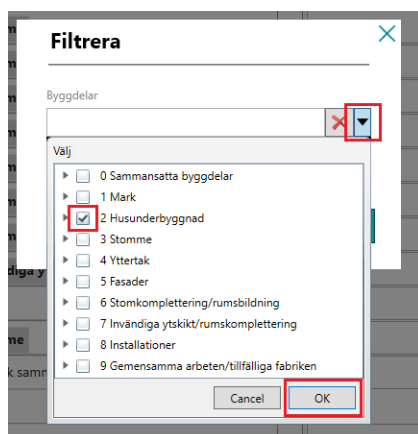 Filtrera
Byggdelar
Välj
0 Sammansatta byggdelar
1 Mark
2 Husunderbyggnad
3 Stomme
4 Yttertak
5 Fasader
6 Stomkomplettering/rumsbildning
7 Invändiga ytskikt/rumskomplettering
8 Installationer
9 Gemensamma arbeten/tillfälliga fabriken
Cancel OK